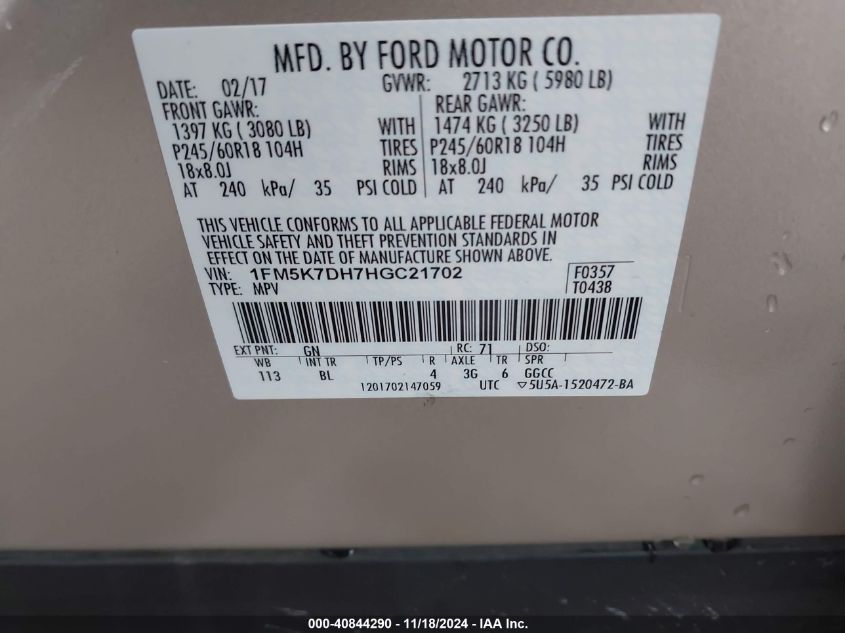 MFD. BY FORD MOTOR CO.
DATE: 02/17 GVWR: 2713 KG ( 5980 LB)
FRONT GAWR: REAR GAWR:
1397 KG ( 3080 LB) WITH 1474 KG ( 3250 LB) WITH
P245/60R18 104H TIRES P245/60R18 104H TIRES
18x8.0J RIMS 18x8.0J RIMS
AT 240 kPa/ 35 PSI COLD AT 240 kPa/ 35 PSI COLD
THIS VEHICLE CONFORMS TO ALL APPLICABLE FEDERAL MOTOR
VEHICLE SAFETY AND THEFT PREVENTION STANDARDS IN
EFFECT ON THE DATE OF MANUFACTURE SHOWN ABOVE.
VIN: 1FM5K7DH7HGC21702 F0357
TYPE: MPV T0438
EXT PNT: GN RC: 71 DSO:
WB INT TR TP/PS R AXLE TR SPR
113 BL 4 3G 6 GGCC
1201702147059 UTC ▽5U5A-1520472-BA
000-40844290 - 11/18/2024 - IAA Inc.